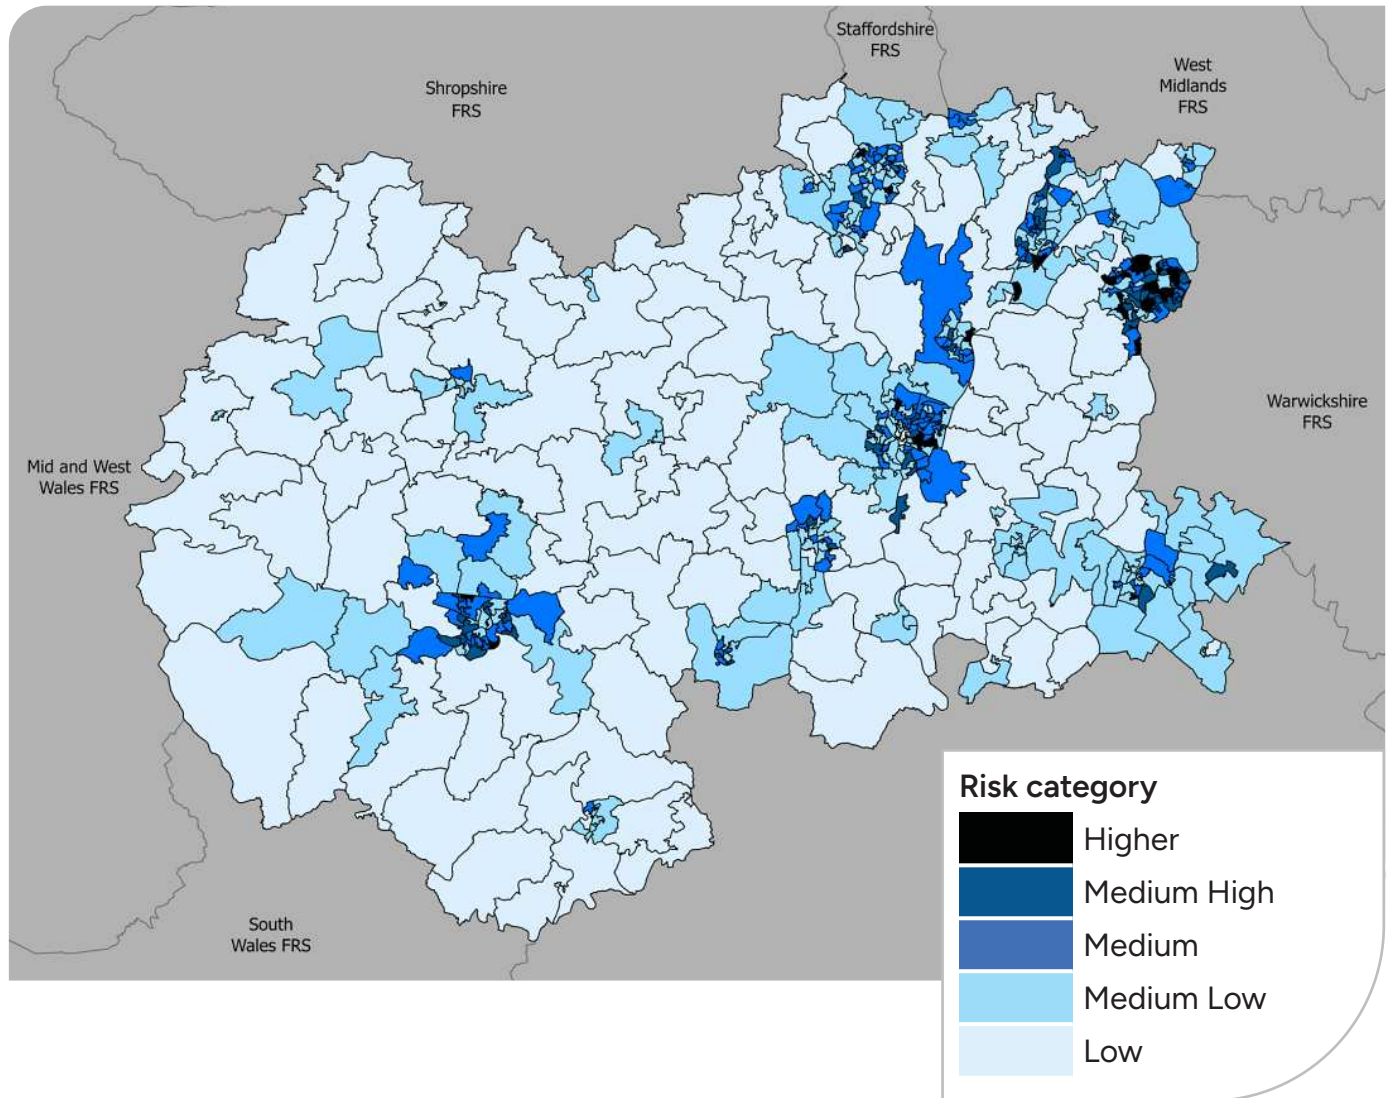 Staffordshire
FRS
West
Midlands
FRS
Shropshire
FRS
Warwickshire
FRS
Mid and West
Wales FRS
South
Wales FRS
Risk category
Higher
Medium High
Medium
Medium Low
Low